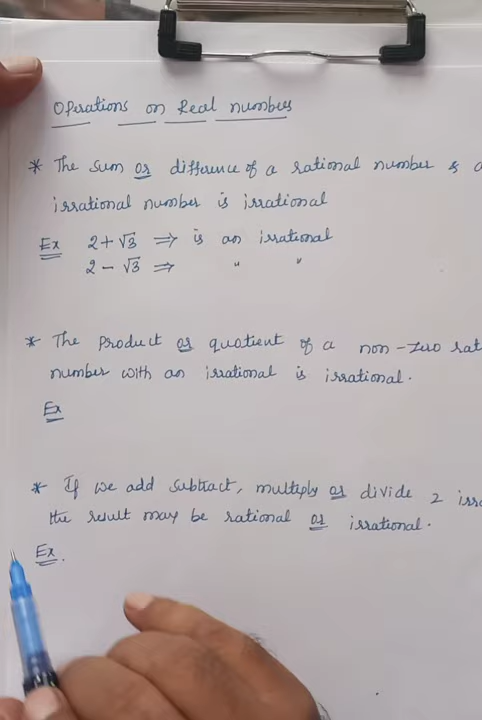 Operations on Real numbers
* The sum or difference of a rational number & a
irrational number is irrational
Ex 2 + √3 ⇒ is an irrational
2 - √3 ⇒ " "
* The Product or quotient of a non-zero rat
number with an irrational is irrational.
Ex
* If we add subtract, multiply or divide 2 irra
the result may be rational or irrational.
Ex.